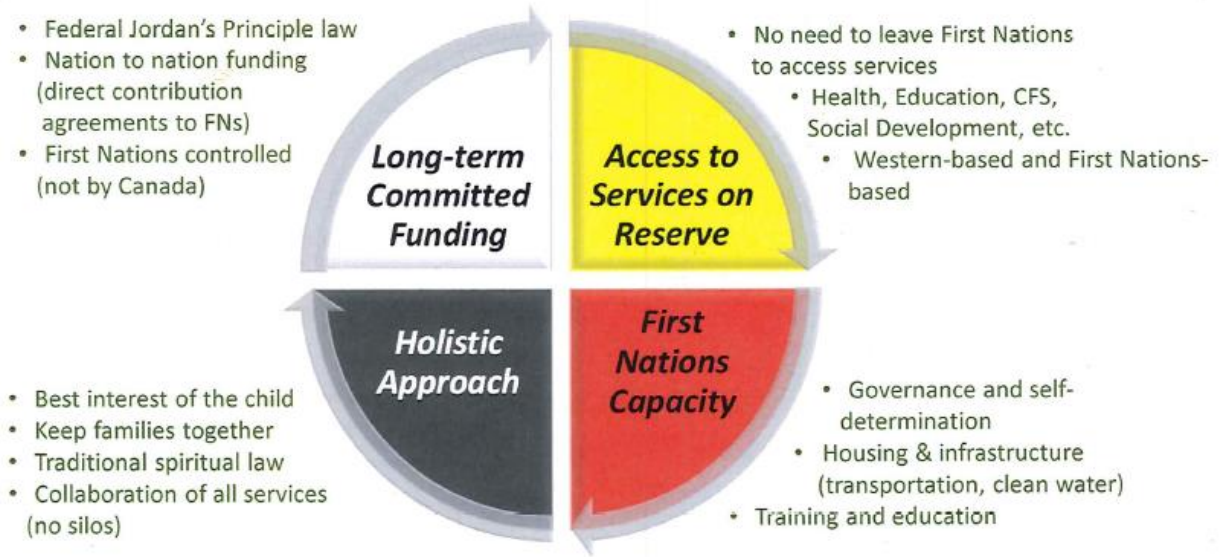 • Federal Jordan's Principle law
• Nation to nation funding
(direct contribution
agreements to FNs)
• First Nations controlled
(not by Canada)
Long-term
Committed
Funding
Access to
Services on
Reserve
• No need to leave First Nations
to access services
• Health, Education, CFS,
Social Development, etc.
• Western-based and First Nations-
based
Holistic
Approach
First
Nations
Capacity
• Best interest of the child
• Keep families together
• Traditional spiritual law
• Collaboration of all services
(no silos)
• Governance and self-
determination
• Housing & infrastructure
(transportation, clean water)
• Training and education